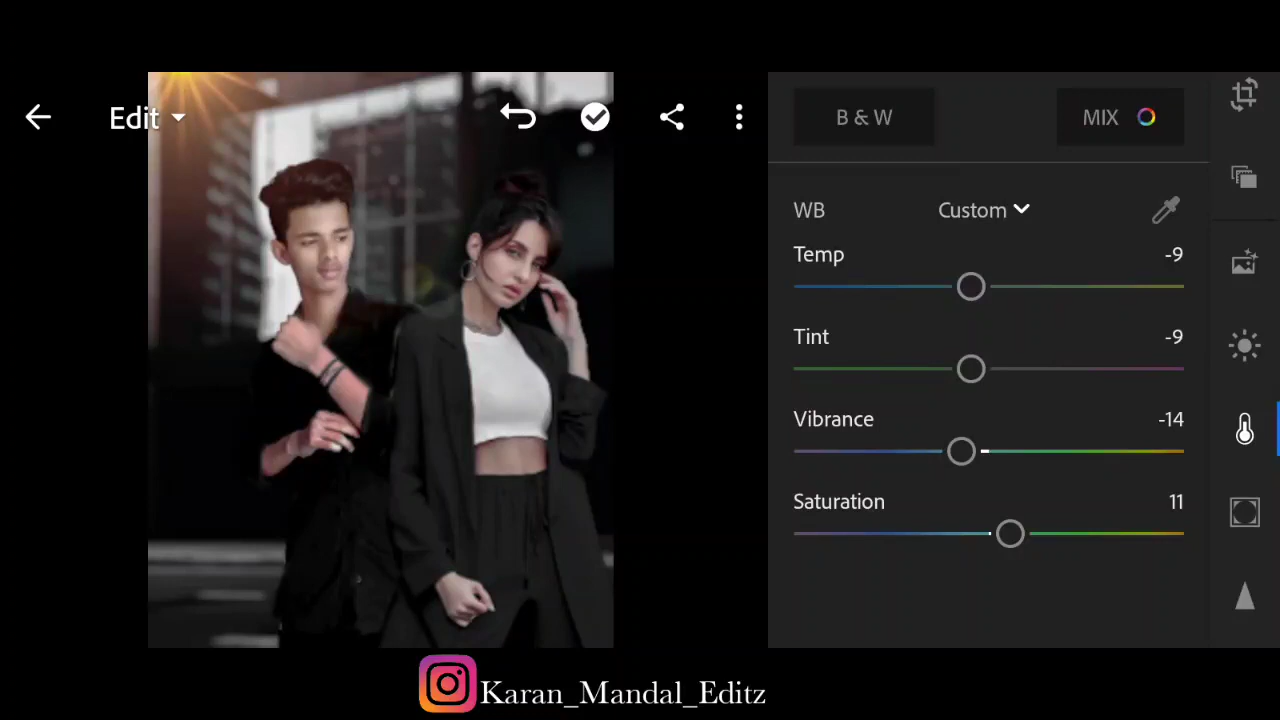 Edit
B & W
MIX
WB Custom
Temp -9
Tint -9
Vibrance -14
Saturation 11
Karan_Mandal_Editz